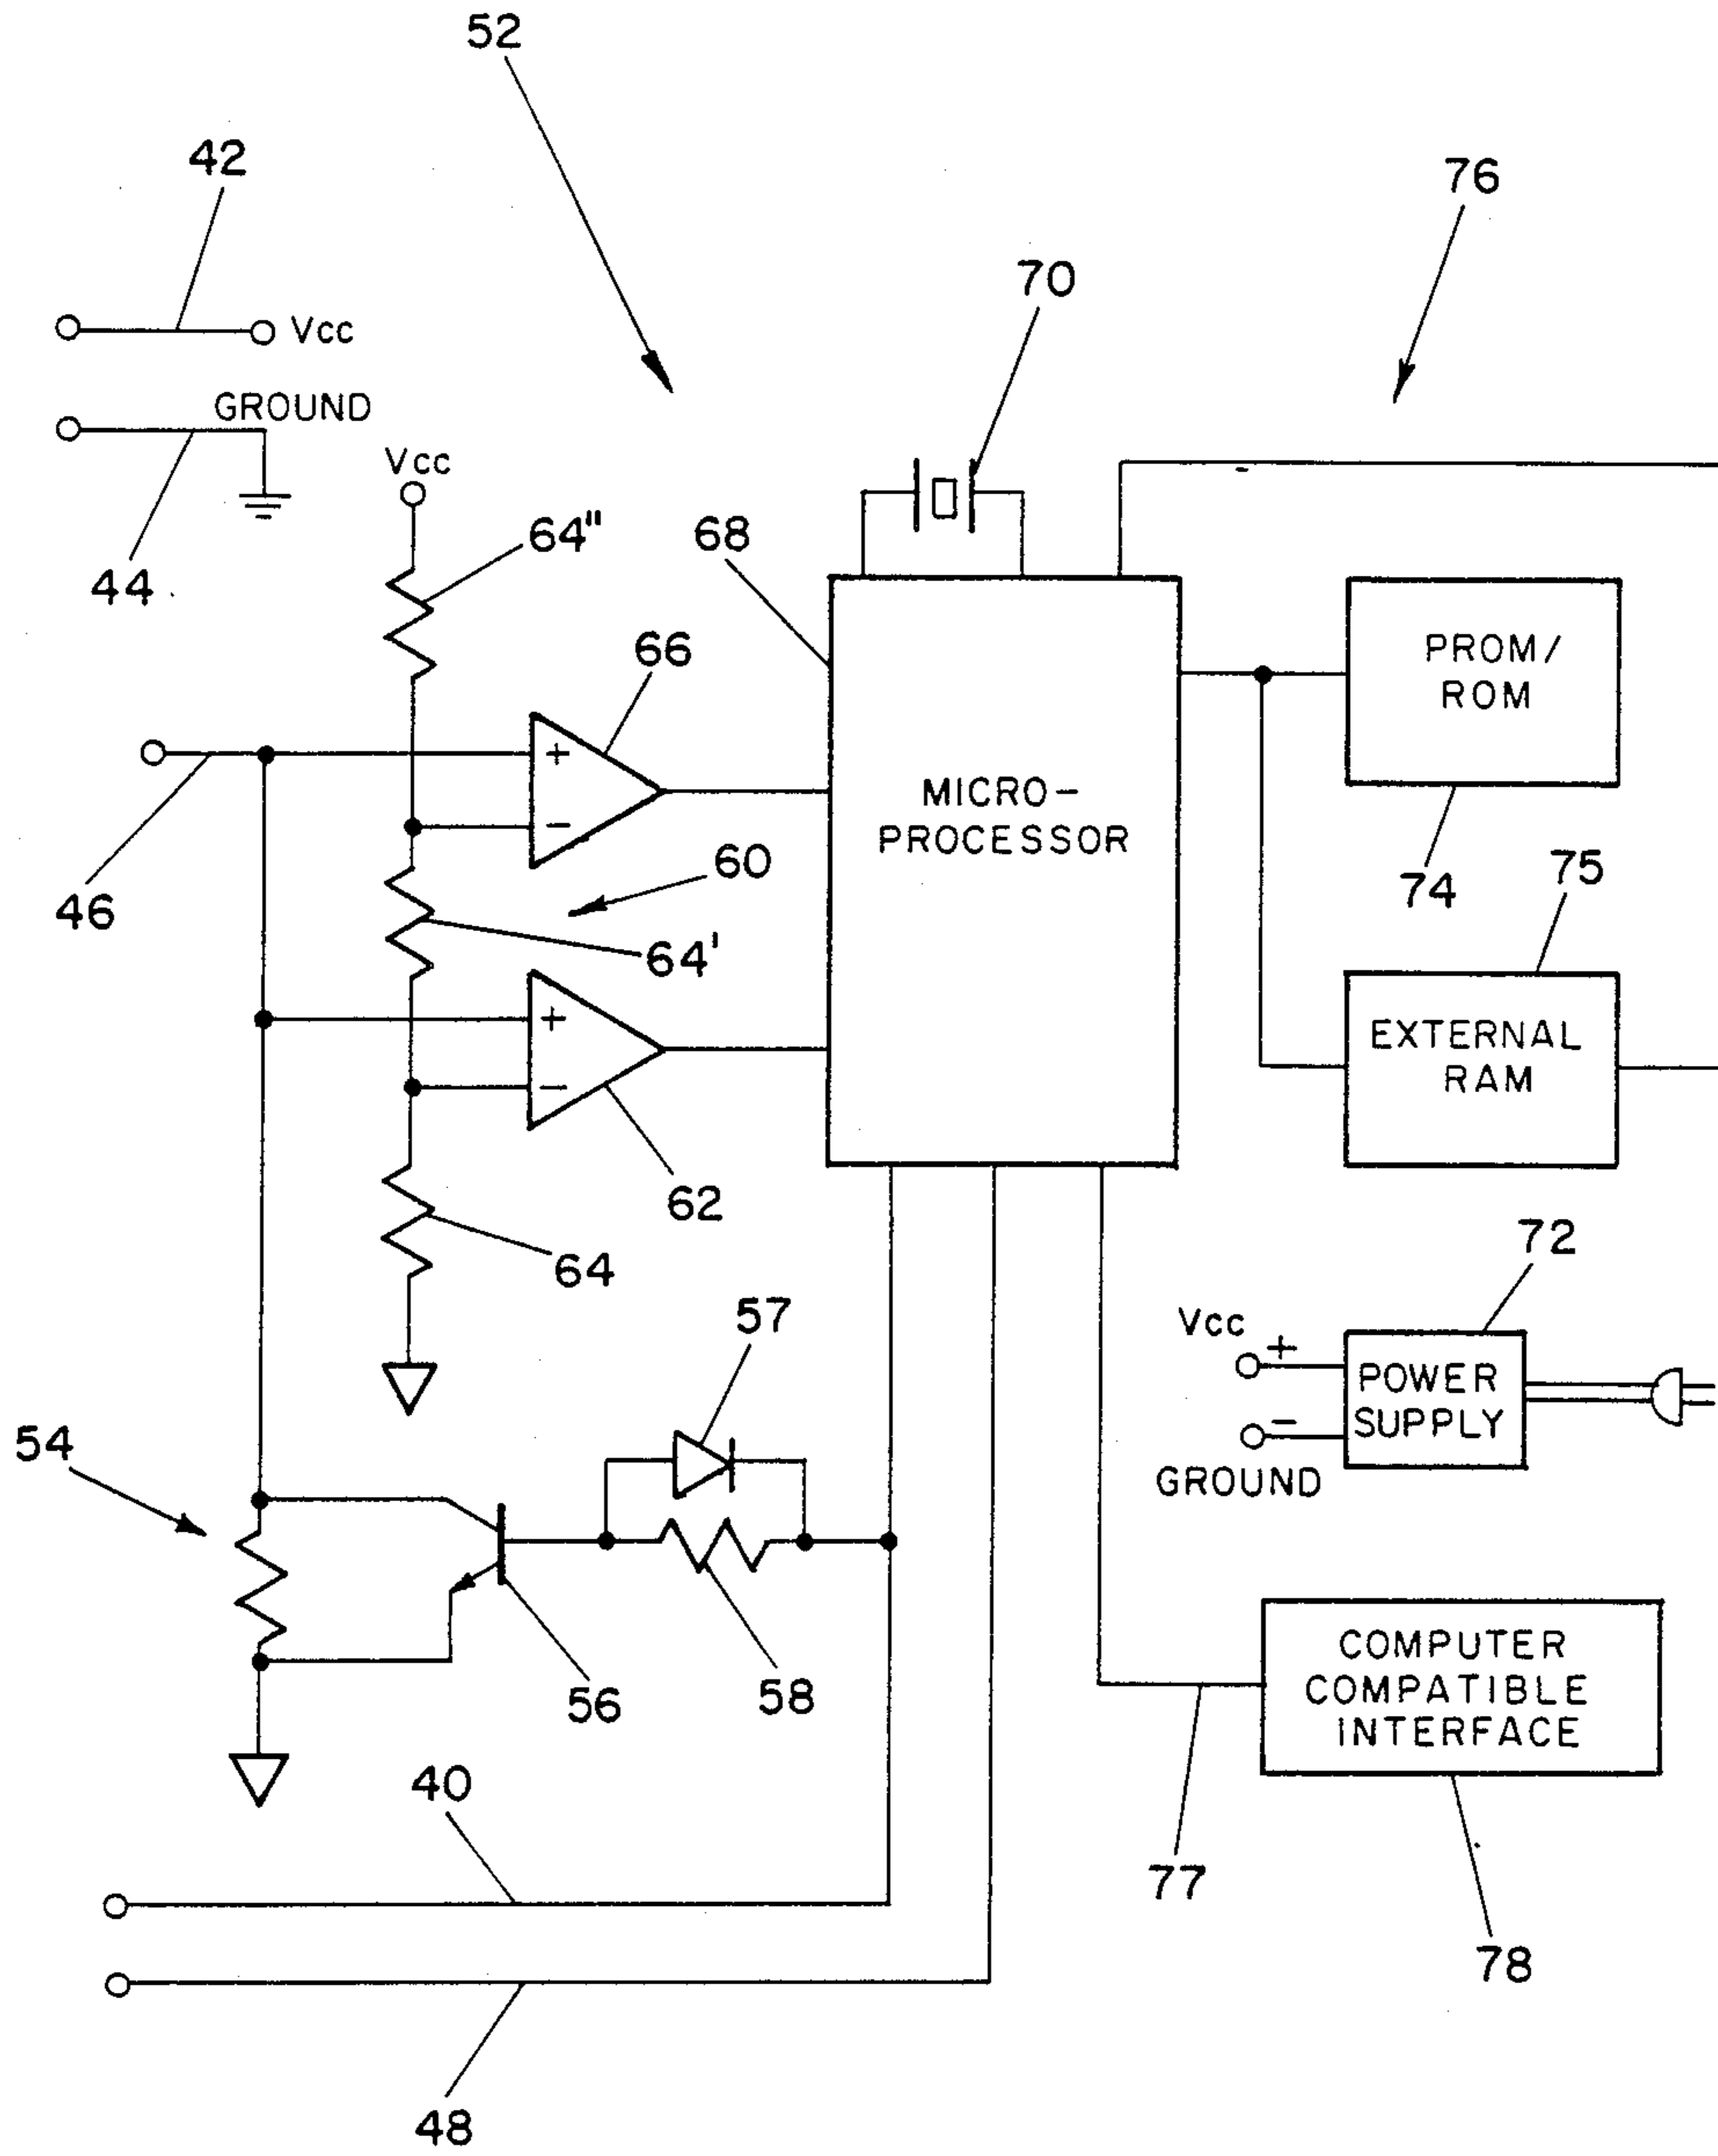 52
42
76
70
Vcc
GROUND
Vcc
64"
68
44
66
PROM/
ROM
+
MICRO-
PROCESSOR
−
60
75
74
46
64'
+
EXTERNAL
RAM
−
62
72
64
57
Vcc
+
POWER
SUPPLY
−
54
GROUND
COMPUTER
COMPATIBLE
INTERFACE
56
58
40
77
78
48